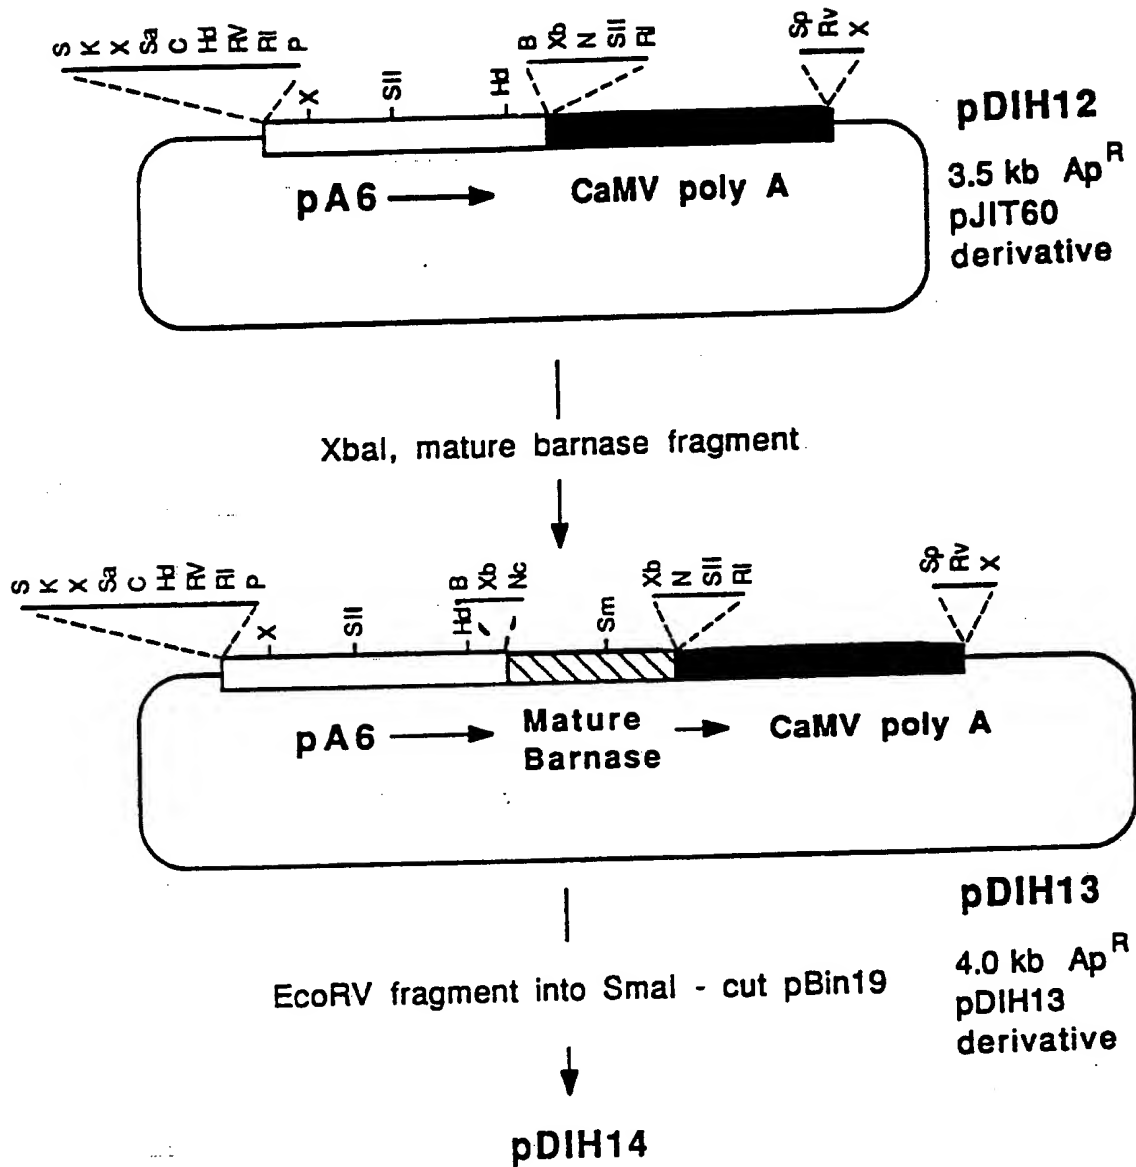 S K X Sa C Hd RV RI P
B Xb N SII RI
Sp Rv X
X
SII
Hd
pDIH12
3.5 kb Ap^R
pJIT60
derivative
pA6
CaMV poly A
XbaI, mature barnase fragment
S K X Sa C Hd RV RI P
B Xb Nc
Xb N SII RI
Sp Rv X
X
SII
Hd
Sm
pA6
Mature
Barnase
CaMV poly A
pDIH13
4.0 kb Ap^R
pDIH13
derivative
EcoRV fragment into SmaI - cut pBin19
pDIH14